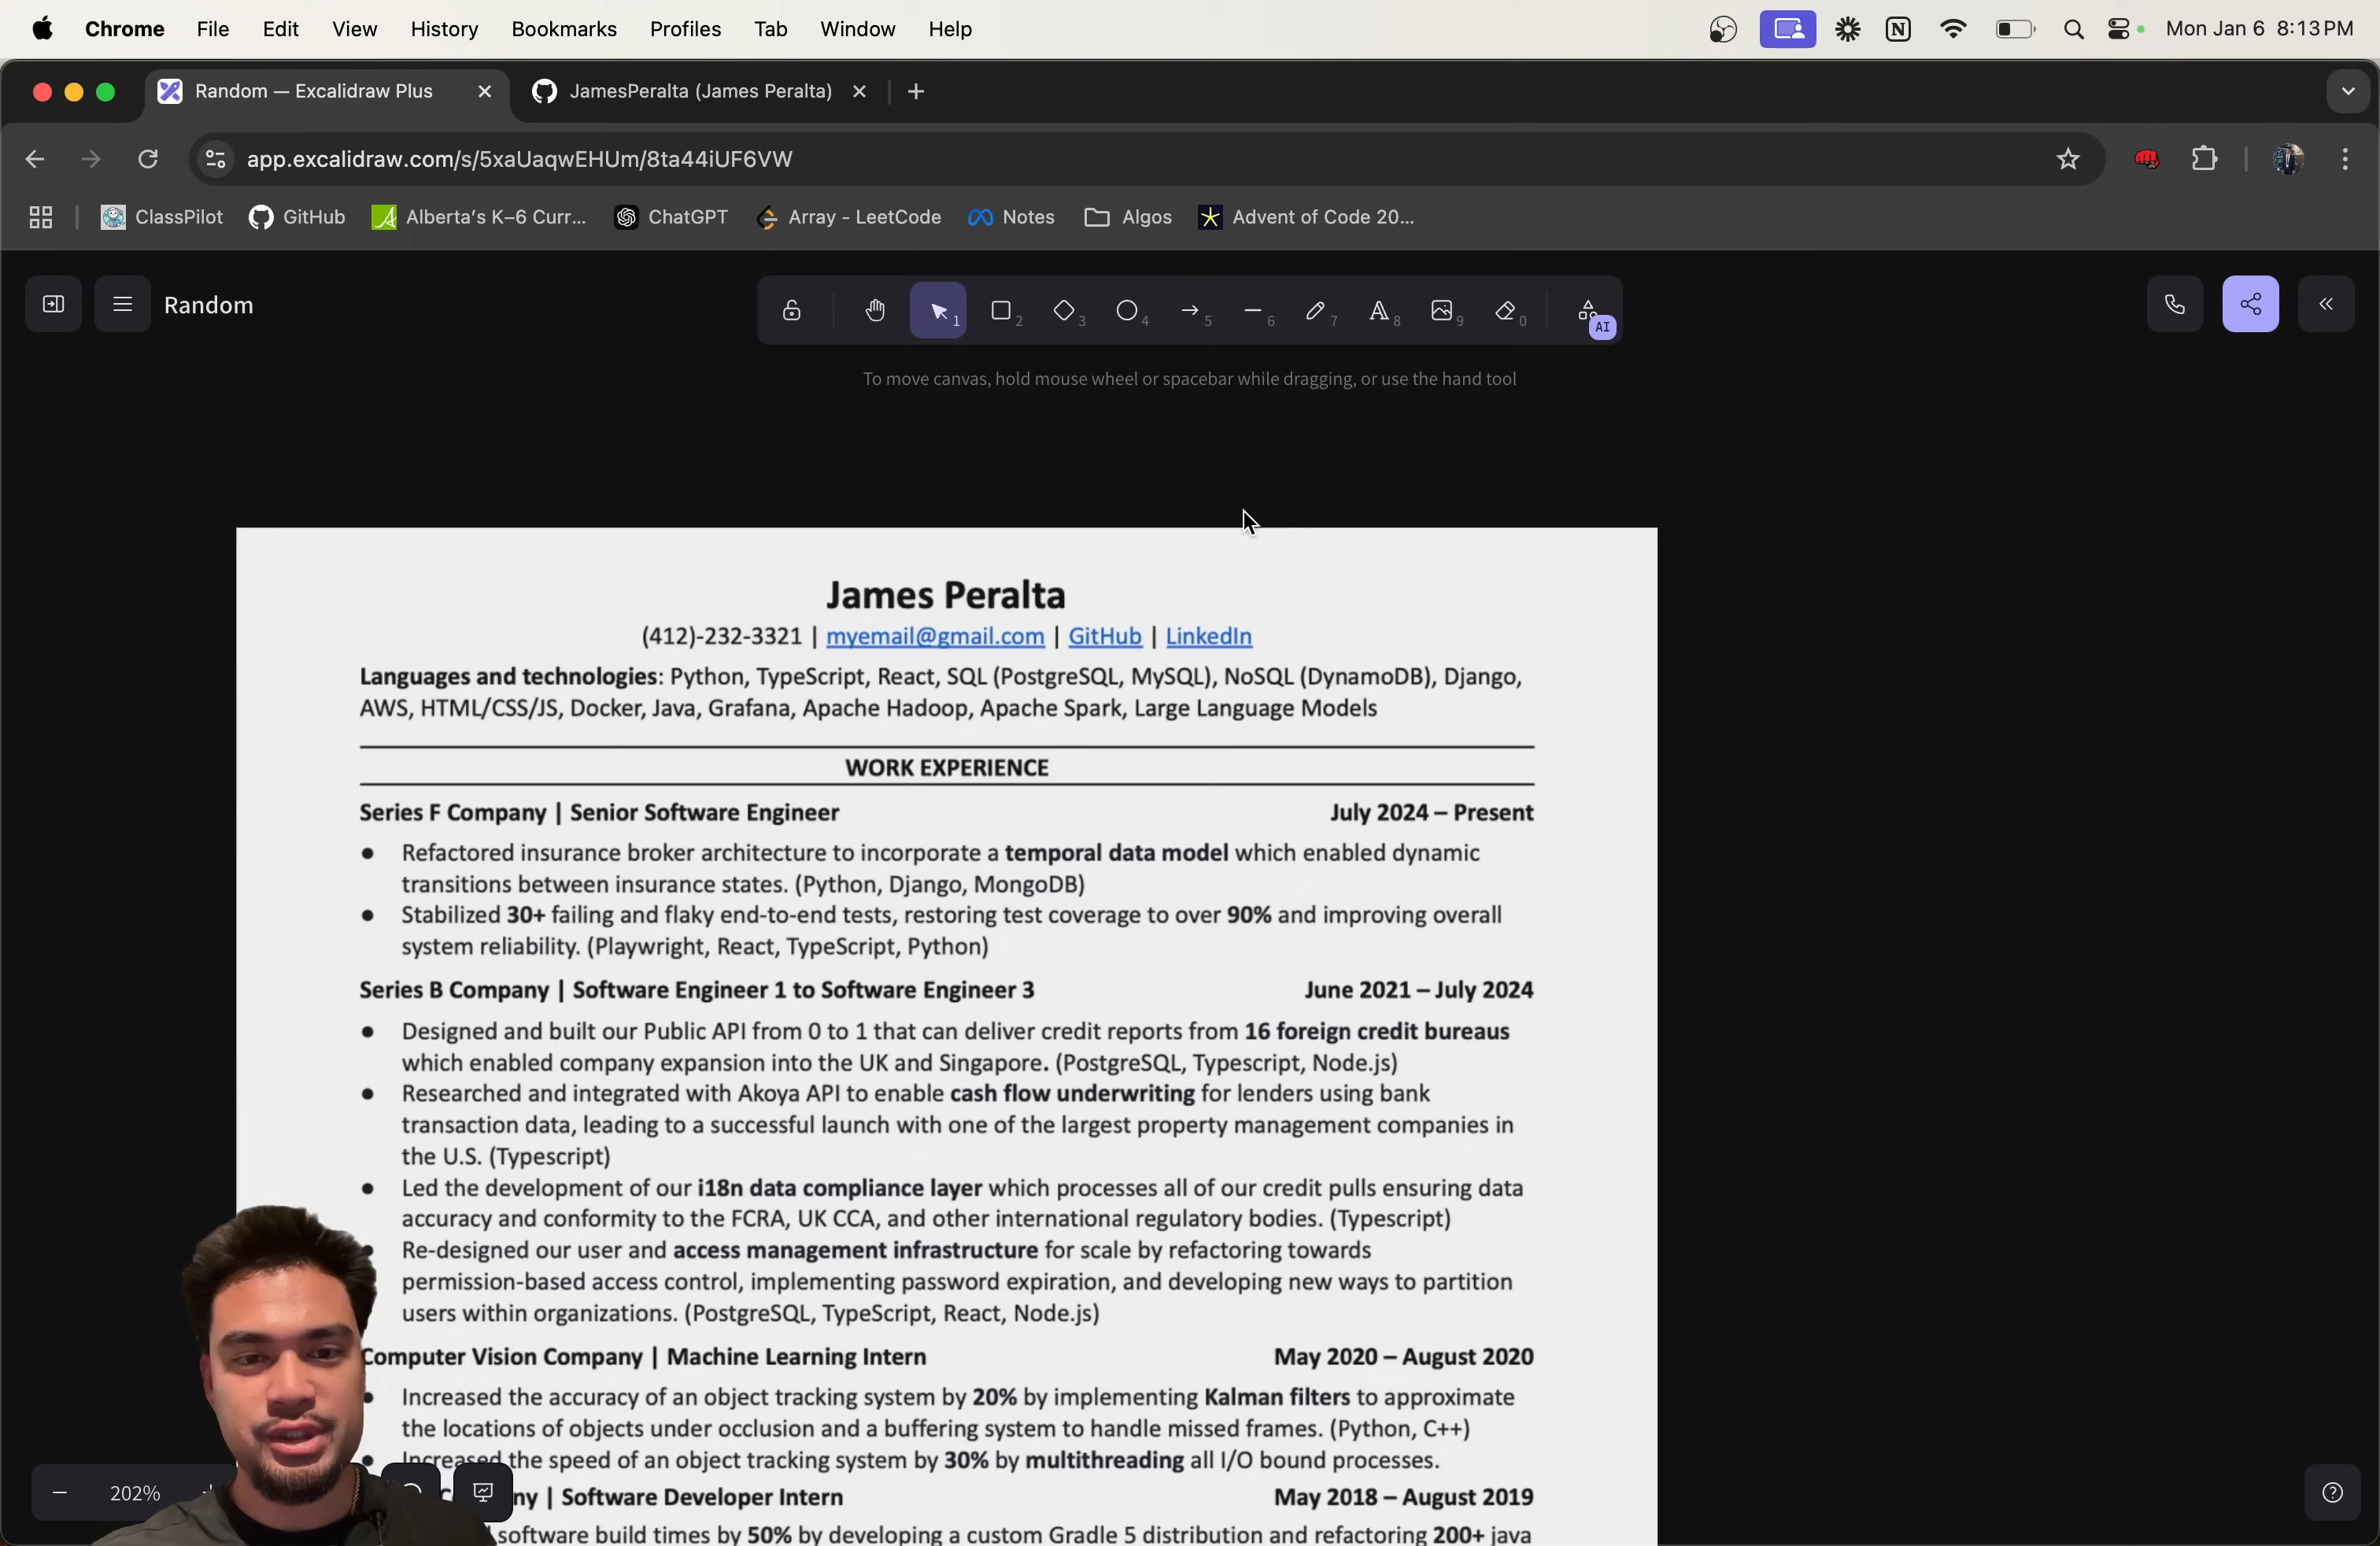 Chrome File Edit View History Bookmarks Profiles Tab Window Help Mon Jan 6 8:13 PM
Random — Excalidraw Plus JamesPeralta (James Peralta)
app.excalidraw.com/s/5xaUaqwEHUm/8ta44iUF6VW
ClassPilot GitHub Alberta's K–6 Curr... ChatGPT Array - LeetCode Notes Algos Advent of Code 20...
Random 1 2 3 4 5 6 7 8 9 0 AI
To move canvas, hold mouse wheel or spacebar while dragging, or use the hand tool
James Peralta
(412)-232-3321 | myemail@gmail.com | GitHub | LinkedIn
Languages and technologies: Python, TypeScript, React, SQL (PostgreSQL, MySQL), NoSQL (DynamoDB), Django,
AWS, HTML/CSS/JS, Docker, Java, Grafana, Apache Hadoop, Apache Spark, Large Language Models
WORK EXPERIENCE
Series F Company | Senior Software Engineer July 2024 – Present
● Refactored insurance broker architecture to incorporate a temporal data model which enabled dynamic
transitions between insurance states. (Python, Django, MongoDB)
● Stabilized 30+ failing and flaky end-to-end tests, restoring test coverage to over 90% and improving overall
system reliability. (Playwright, React, TypeScript, Python)
Series B Company | Software Engineer 1 to Software Engineer 3 June 2021 – July 2024
● Designed and built our Public API from 0 to 1 that can deliver credit reports from 16 foreign credit bureaus
which enabled company expansion into the UK and Singapore. (PostgreSQL, Typescript, Node.js)
● Researched and integrated with Akoya API to enable cash flow underwriting for lenders using bank
transaction data, leading to a successful launch with one of the largest property management companies in
the U.S. (Typescript)
● Led the development of our i18n data compliance layer which processes all of our credit pulls ensuring data
accuracy and conformity to the FCRA, UK CCA, and other international regulatory bodies. (Typescript)
● Re-designed our user and access management infrastructure for scale by refactoring towards
permission-based access control, implementing password expiration, and developing new ways to partition
users within organizations. (PostgreSQL, TypeScript, React, Node.js)
Computer Vision Company | Machine Learning Intern May 2020 – August 2020
● Increased the accuracy of an object tracking system by 20% by implementing Kalman filters to approximate
the locations of objects under occlusion and a buffering system to handle missed frames. (Python, C++)
● Increased the speed of an object tracking system by 30% by multithreading all I/O bound processes.
| Software Developer Intern May 2018 – August 2019
202%
software build times by 50% by developing a custom Gradle 5 distribution and refactoring 200+ java